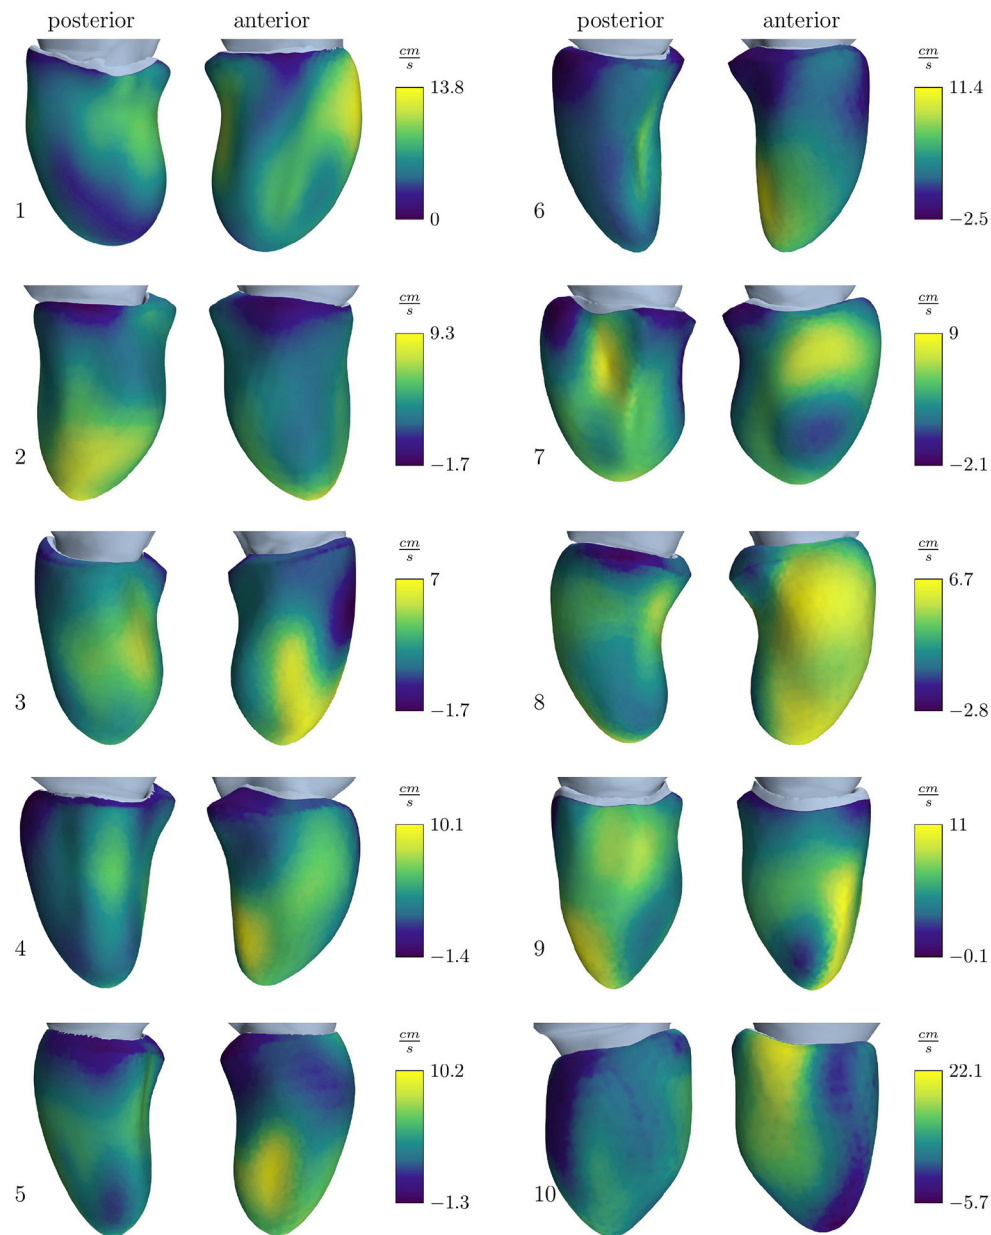 posterior anterior posterior anterior
cm/s cm/s
13.8 11.4
1 0 6 −2.5
cm/s cm/s
9.3 9
2 −1.7 7 −2.1
cm/s cm/s
7 6.7
3 −1.7 8 −2.8
cm/s cm/s
10.1 11
4 −1.4 9 −0.1
cm/s cm/s
10.2 22.1
5 −1.3 10 −5.7